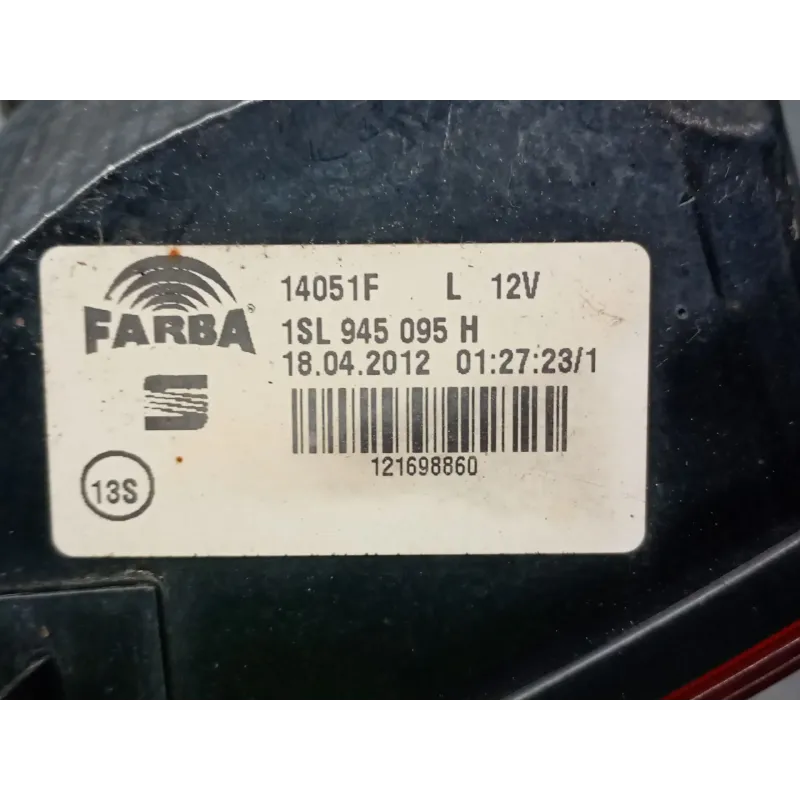 FARBA®
14051F L 12V
1SL 945 095 H
18.04.2012 01:27:23/1
121698860
13S